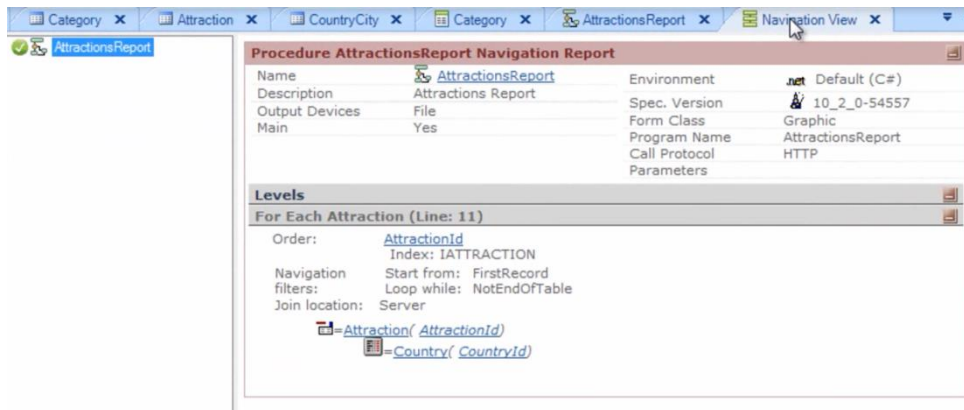 Category Attraction CountryCity Category AttractionsReport Navigation View
AttractionsReport
Procedure AttractionsReport Navigation Report
Name AttractionsReport
Description Attractions Report
Output Devices File
Main Yes
Environment .net Default (C#)
Spec. Version 10_2_0-54557
Form Class Graphic
Program Name AttractionsReport
Call Protocol HTTP
Parameters
Levels
For Each Attraction (Line: 11)
Order: AttractionId
Index: IATTRACTION
Navigation Start from: FirstRecord
filters: Loop while: NotEndOfTable
Join location: Server
=Attraction( AttractionId)
=Country( CountryId)